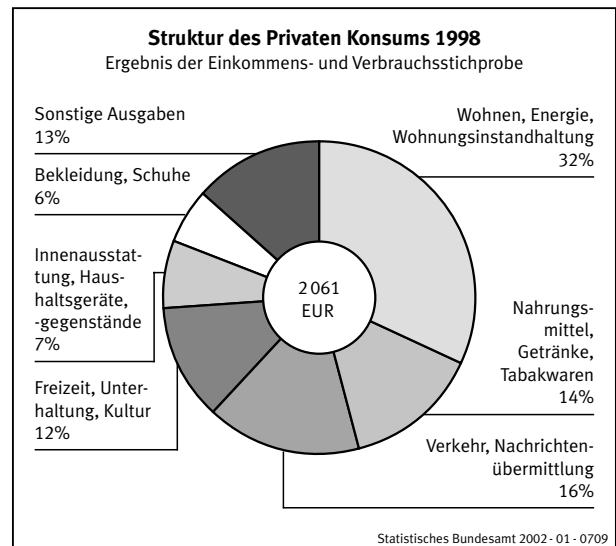 Struktur des Privaten Konsums 1998
Ergebnis der Einkommens- und Verbrauchsstichprobe
Sonstige Ausgaben
13%
Bekleidung, Schuhe
6%
Innenausstat-
tung, Haus-
haltsgeräte,
-gegenstände
7%
Freizeit, Unter-
haltung, Kultur
12%
Wohnen, Energie,
Wohnungsinstandhaltung
32%
2 061
EUR
Nahrungs-
mittel,
Getränke,
Tabakwaren
14%
Verkehr, Nachrichten-
übermittlung
16%
Statistisches Bundesamt 2002 - 01 - 0709